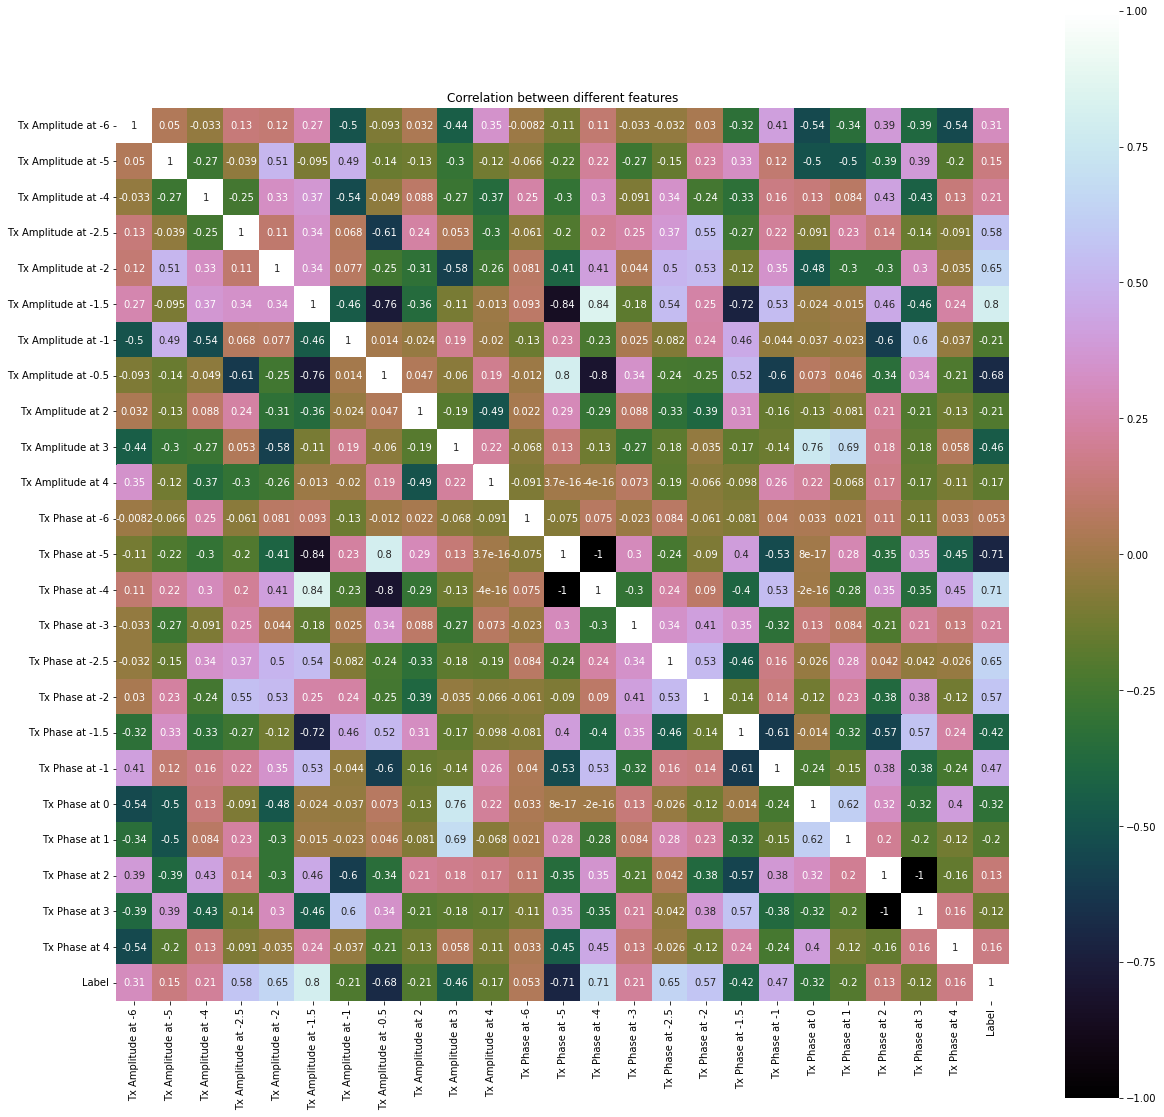 Correlation between different features
Tx Amplitude at -6 1 0.05 -0.033 0.13 0.12 0.27 -0.5 -0.093 0.032 -0.44 0.35 -0.0082 -0.11 0.11 -0.033 -0.032 0.03 -0.32 0.41 -0.54 -0.34 0.39 -0.39 -0.54 0.31
Tx Amplitude at -5 0.05 1 -0.27 -0.039 0.51 -0.095 0.49 -0.14 -0.13 -0.3 -0.12 -0.066 -0.22 0.22 -0.27 -0.15 0.23 0.33 0.12 -0.5 -0.5 -0.39 0.39 -0.2 0.15
Tx Amplitude at -4 -0.033 -0.27 1 -0.25 0.33 0.37 -0.54 -0.049 0.088 -0.27 -0.37 0.25 -0.3 0.3 -0.091 0.34 -0.24 -0.33 0.16 0.13 0.084 0.43 -0.43 0.13 0.21
Tx Amplitude at -2.5 0.13 -0.039 -0.25 1 0.11 0.34 0.068 -0.61 0.24 0.053 -0.3 -0.061 -0.2 0.2 0.25 0.37 0.55 -0.27 0.22 -0.091 0.23 0.14 -0.14 -0.091 0.58
Tx Amplitude at -2 0.12 0.51 0.33 0.11 1 0.34 0.077 -0.25 -0.31 -0.58 -0.26 0.081 -0.41 0.41 0.044 0.5 0.53 -0.12 0.35 -0.48 -0.3 -0.3 0.3 -0.035 0.65
Tx Amplitude at -1.5 0.27 -0.095 0.37 0.34 0.34 1 -0.46 -0.76 -0.36 -0.11 -0.013 0.093 -0.84 0.84 -0.18 0.54 0.25 -0.72 0.53 -0.024 -0.015 0.46 -0.46 0.24 0.8
Tx Amplitude at -1 -0.5 0.49 -0.54 0.068 0.077 -0.46 1 0.014 -0.024 0.19 -0.02 -0.13 0.23 -0.23 0.025 -0.082 0.24 0.46 -0.044 -0.037 -0.023 -0.6 0.6 -0.037 -0.21
Tx Amplitude at -0.5 -0.093 -0.14 -0.049 -0.61 -0.25 -0.76 0.014 1 0.047 -0.06 0.19 -0.012 0.8 -0.8 0.34 -0.24 -0.25 0.52 -0.6 0.073 0.046 -0.34 0.34 -0.21 -0.68
Tx Amplitude at 2 0.032 -0.13 0.088 0.24 -0.31 -0.36 -0.024 0.047 1 -0.19 -0.49 0.022 0.29 -0.29 0.088 -0.33 -0.39 0.31 -0.16 -0.13 -0.081 0.21 -0.21 -0.13 -0.21
Tx Amplitude at 3 -0.44 -0.3 -0.27 0.053 -0.58 -0.11 0.19 -0.06 -0.19 1 0.22 -0.068 0.13 -0.13 -0.27 -0.18 -0.035 -0.17 -0.14 0.76 0.69 0.18 -0.18 0.058 -0.46
Tx Amplitude at 4 0.35 -0.12 -0.37 -0.3 -0.26 -0.013 -0.02 0.19 -0.49 0.22 1 -0.091 3.7e-16 -4e-16 0.073 -0.19 -0.066 -0.098 0.26 0.22 -0.068 0.17 -0.17 -0.11 -0.17
Tx Phase at -6 -0.0082 -0.066 0.25 -0.061 0.081 0.093 -0.13 -0.012 0.022 -0.068 -0.091 1 -0.075 0.075 -0.023 0.084 -0.061 -0.081 0.04 0.033 0.021 0.11 -0.11 0.033 0.053
Tx Phase at -5 -0.11 -0.22 -0.3 -0.2 -0.41 -0.84 0.23 0.8 0.29 0.13 3.7e-16 -0.075 1 -1 0.3 -0.24 -0.09 0.4 -0.53 8e-17 0.28 -0.35 0.35 -0.45 -0.71
Tx Phase at -4 0.11 0.22 0.3 0.2 0.41 0.84 -0.23 -0.8 -0.29 -0.13 -4e-16 0.075 -1 1 -0.3 0.24 0.09 -0.4 0.53 -2e-16 -0.28 0.35 -0.35 0.45 0.71
Tx Phase at -3 -0.033 -0.27 -0.091 0.25 0.044 -0.18 0.025 0.34 0.088 -0.27 0.073 -0.023 0.3 -0.3 1 0.34 0.41 0.35 -0.32 0.13 0.084 -0.21 0.21 0.13 0.21
Tx Phase at -2.5 -0.032 -0.15 0.34 0.37 0.5 0.54 -0.082 -0.24 -0.33 -0.18 -0.19 0.084 -0.24 0.24 0.34 1 0.53 -0.46 0.16 -0.026 0.28 0.042 -0.042 -0.026 0.65
Tx Phase at -2 0.03 0.23 -0.24 0.55 0.53 0.25 0.24 -0.25 -0.39 -0.035 -0.066 -0.061 -0.09 0.09 0.41 0.53 1 -0.14 0.14 -0.12 0.23 -0.38 0.38 -0.12 0.57
Tx Phase at -1.5 -0.32 0.33 -0.33 -0.27 -0.12 -0.72 0.46 0.52 0.31 -0.17 -0.098 -0.081 0.4 -0.4 0.35 -0.46 -0.14 1 -0.61 -0.014 -0.32 -0.57 0.57 0.24 -0.42
Tx Phase at -1 0.41 0.12 0.16 0.22 0.35 0.53 -0.044 -0.6 -0.16 -0.14 0.26 0.04 -0.53 0.53 -0.32 0.16 0.14 -0.61 1 -0.24 -0.15 0.38 -0.38 -0.24 0.47
Tx Phase at 0 -0.54 -0.5 0.13 -0.091 -0.48 -0.024 -0.037 0.073 -0.13 0.76 0.22 0.033 8e-17 -2e-16 0.13 -0.026 -0.12 -0.014 -0.24 1 0.62 0.32 -0.32 0.4 -0.32
Tx Phase at 1 -0.34 -0.5 0.084 0.23 -0.3 -0.015 -0.023 0.046 -0.081 0.69 -0.068 0.021 0.28 -0.28 0.084 0.28 0.23 -0.32 -0.15 0.62 1 0.2 -0.2 -0.12 -0.2
Tx Phase at 2 0.39 -0.39 0.43 0.14 -0.3 0.46 -0.6 -0.34 0.21 0.18 0.17 0.11 -0.35 0.35 -0.21 0.042 -0.38 -0.57 0.38 0.32 0.2 1 -1 -0.16 0.13
Tx Phase at 3 -0.39 0.39 -0.43 -0.14 0.3 -0.46 0.6 0.34 -0.21 -0.18 -0.17 -0.11 0.35 -0.35 0.21 -0.042 0.38 0.57 -0.38 -0.32 -0.2 -1 1 0.16 -0.12
Tx Phase at 4 -0.54 -0.2 0.13 -0.091 -0.035 0.24 -0.037 -0.21 -0.13 0.058 -0.11 0.033 -0.45 0.45 0.13 -0.026 -0.12 0.24 -0.24 0.4 -0.12 -0.16 0.16 1 0.16
Label 0.31 0.15 0.21 0.58 0.65 0.8 -0.21 -0.68 -0.21 -0.46 -0.17 0.053 -0.71 0.71 0.21 0.65 0.57 -0.42 0.47 -0.32 -0.2 0.13 -0.12 0.16 1
Tx Amplitude at -6
Tx Amplitude at -5
Tx Amplitude at -4
Tx Amplitude at -2.5
Tx Amplitude at -2
Tx Amplitude at -1.5
Tx Amplitude at -1
Tx Amplitude at -0.5
Tx Amplitude at 2
Tx Amplitude at 3
Tx Amplitude at 4
Tx Phase at -6
Tx Phase at -5
Tx Phase at -4
Tx Phase at -3
Tx Phase at -2.5
Tx Phase at -2
Tx Phase at -1.5
Tx Phase at -1
Tx Phase at 0
Tx Phase at 1
Tx Phase at 2
Tx Phase at 3
Tx Phase at 4
Label
1.00
0.75
0.50
0.25
0.00
−0.25
−0.50
−0.75
−1.00